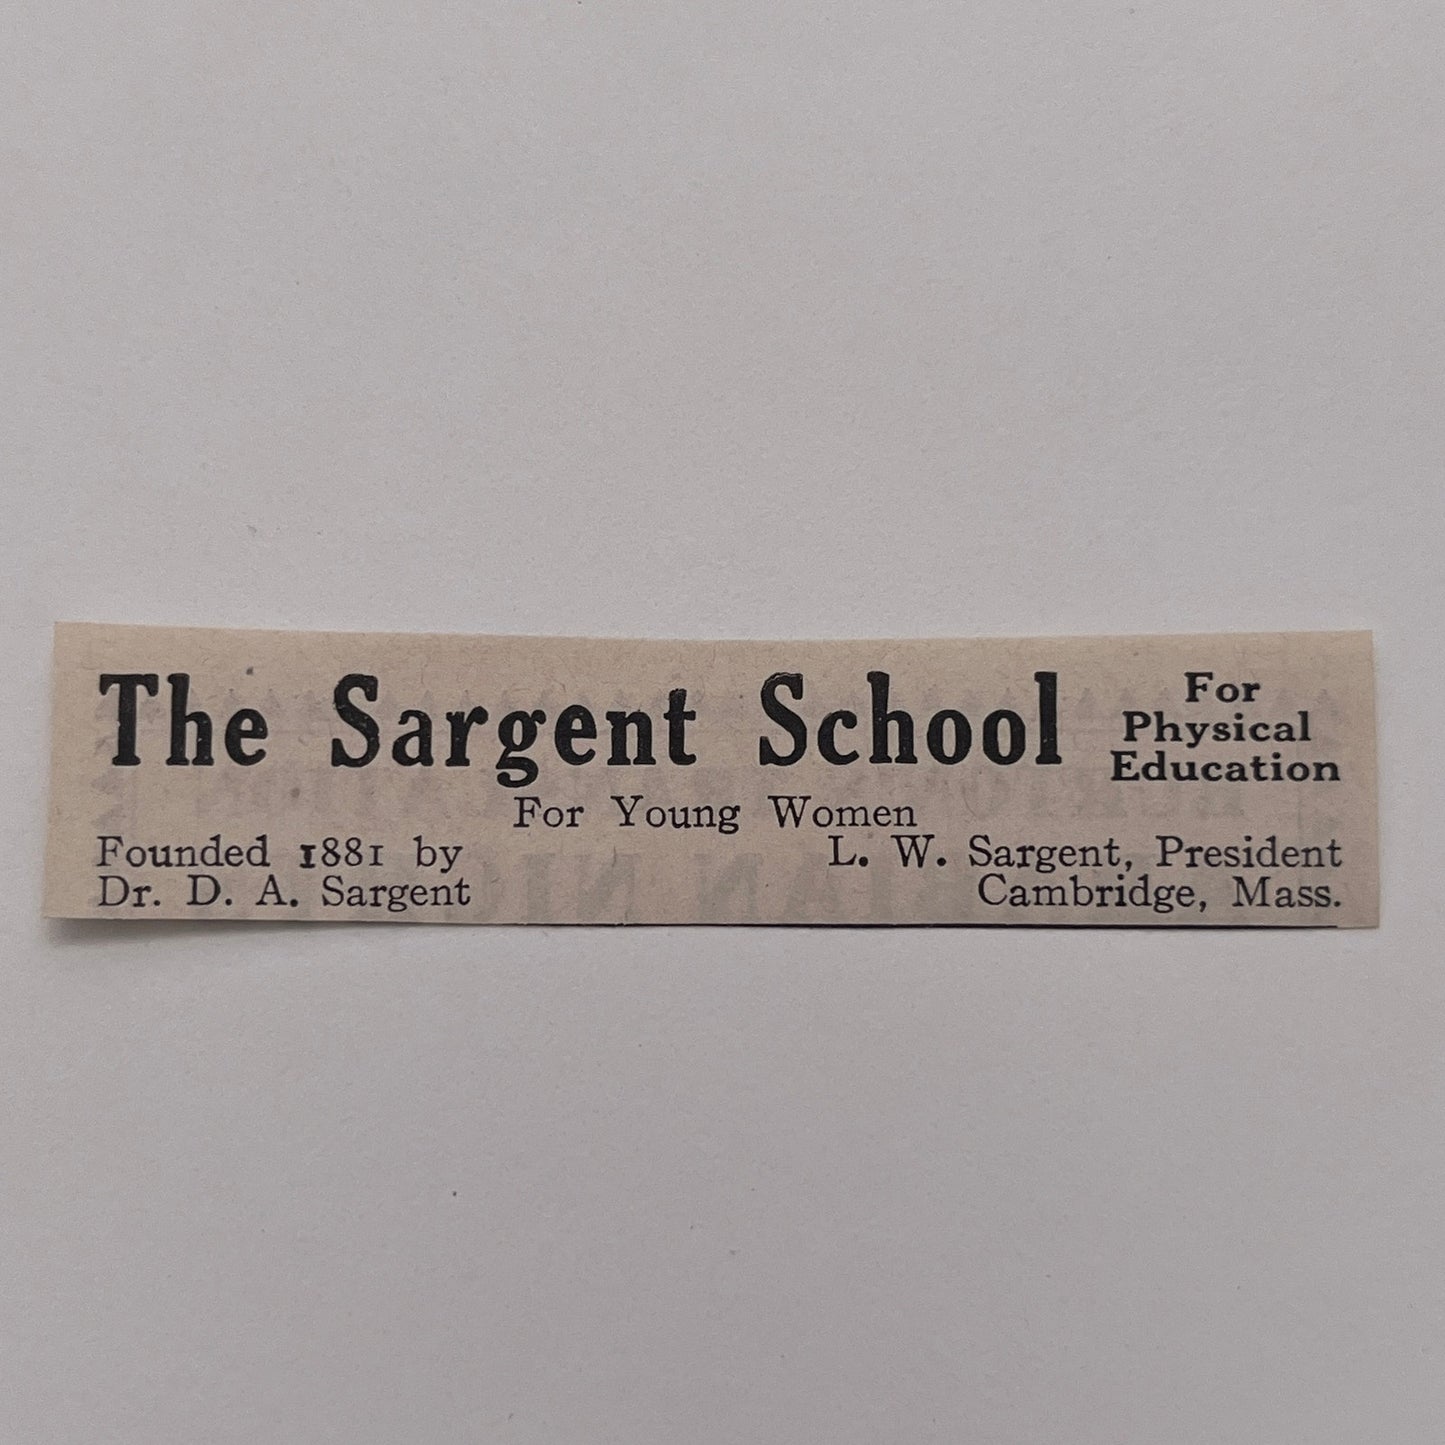 The Sargent School For
Physical
Education
For Young Women
Founded 1881 by
Dr. D. A. Sargent
L. W. Sargent, President
Cambridge, Mass.